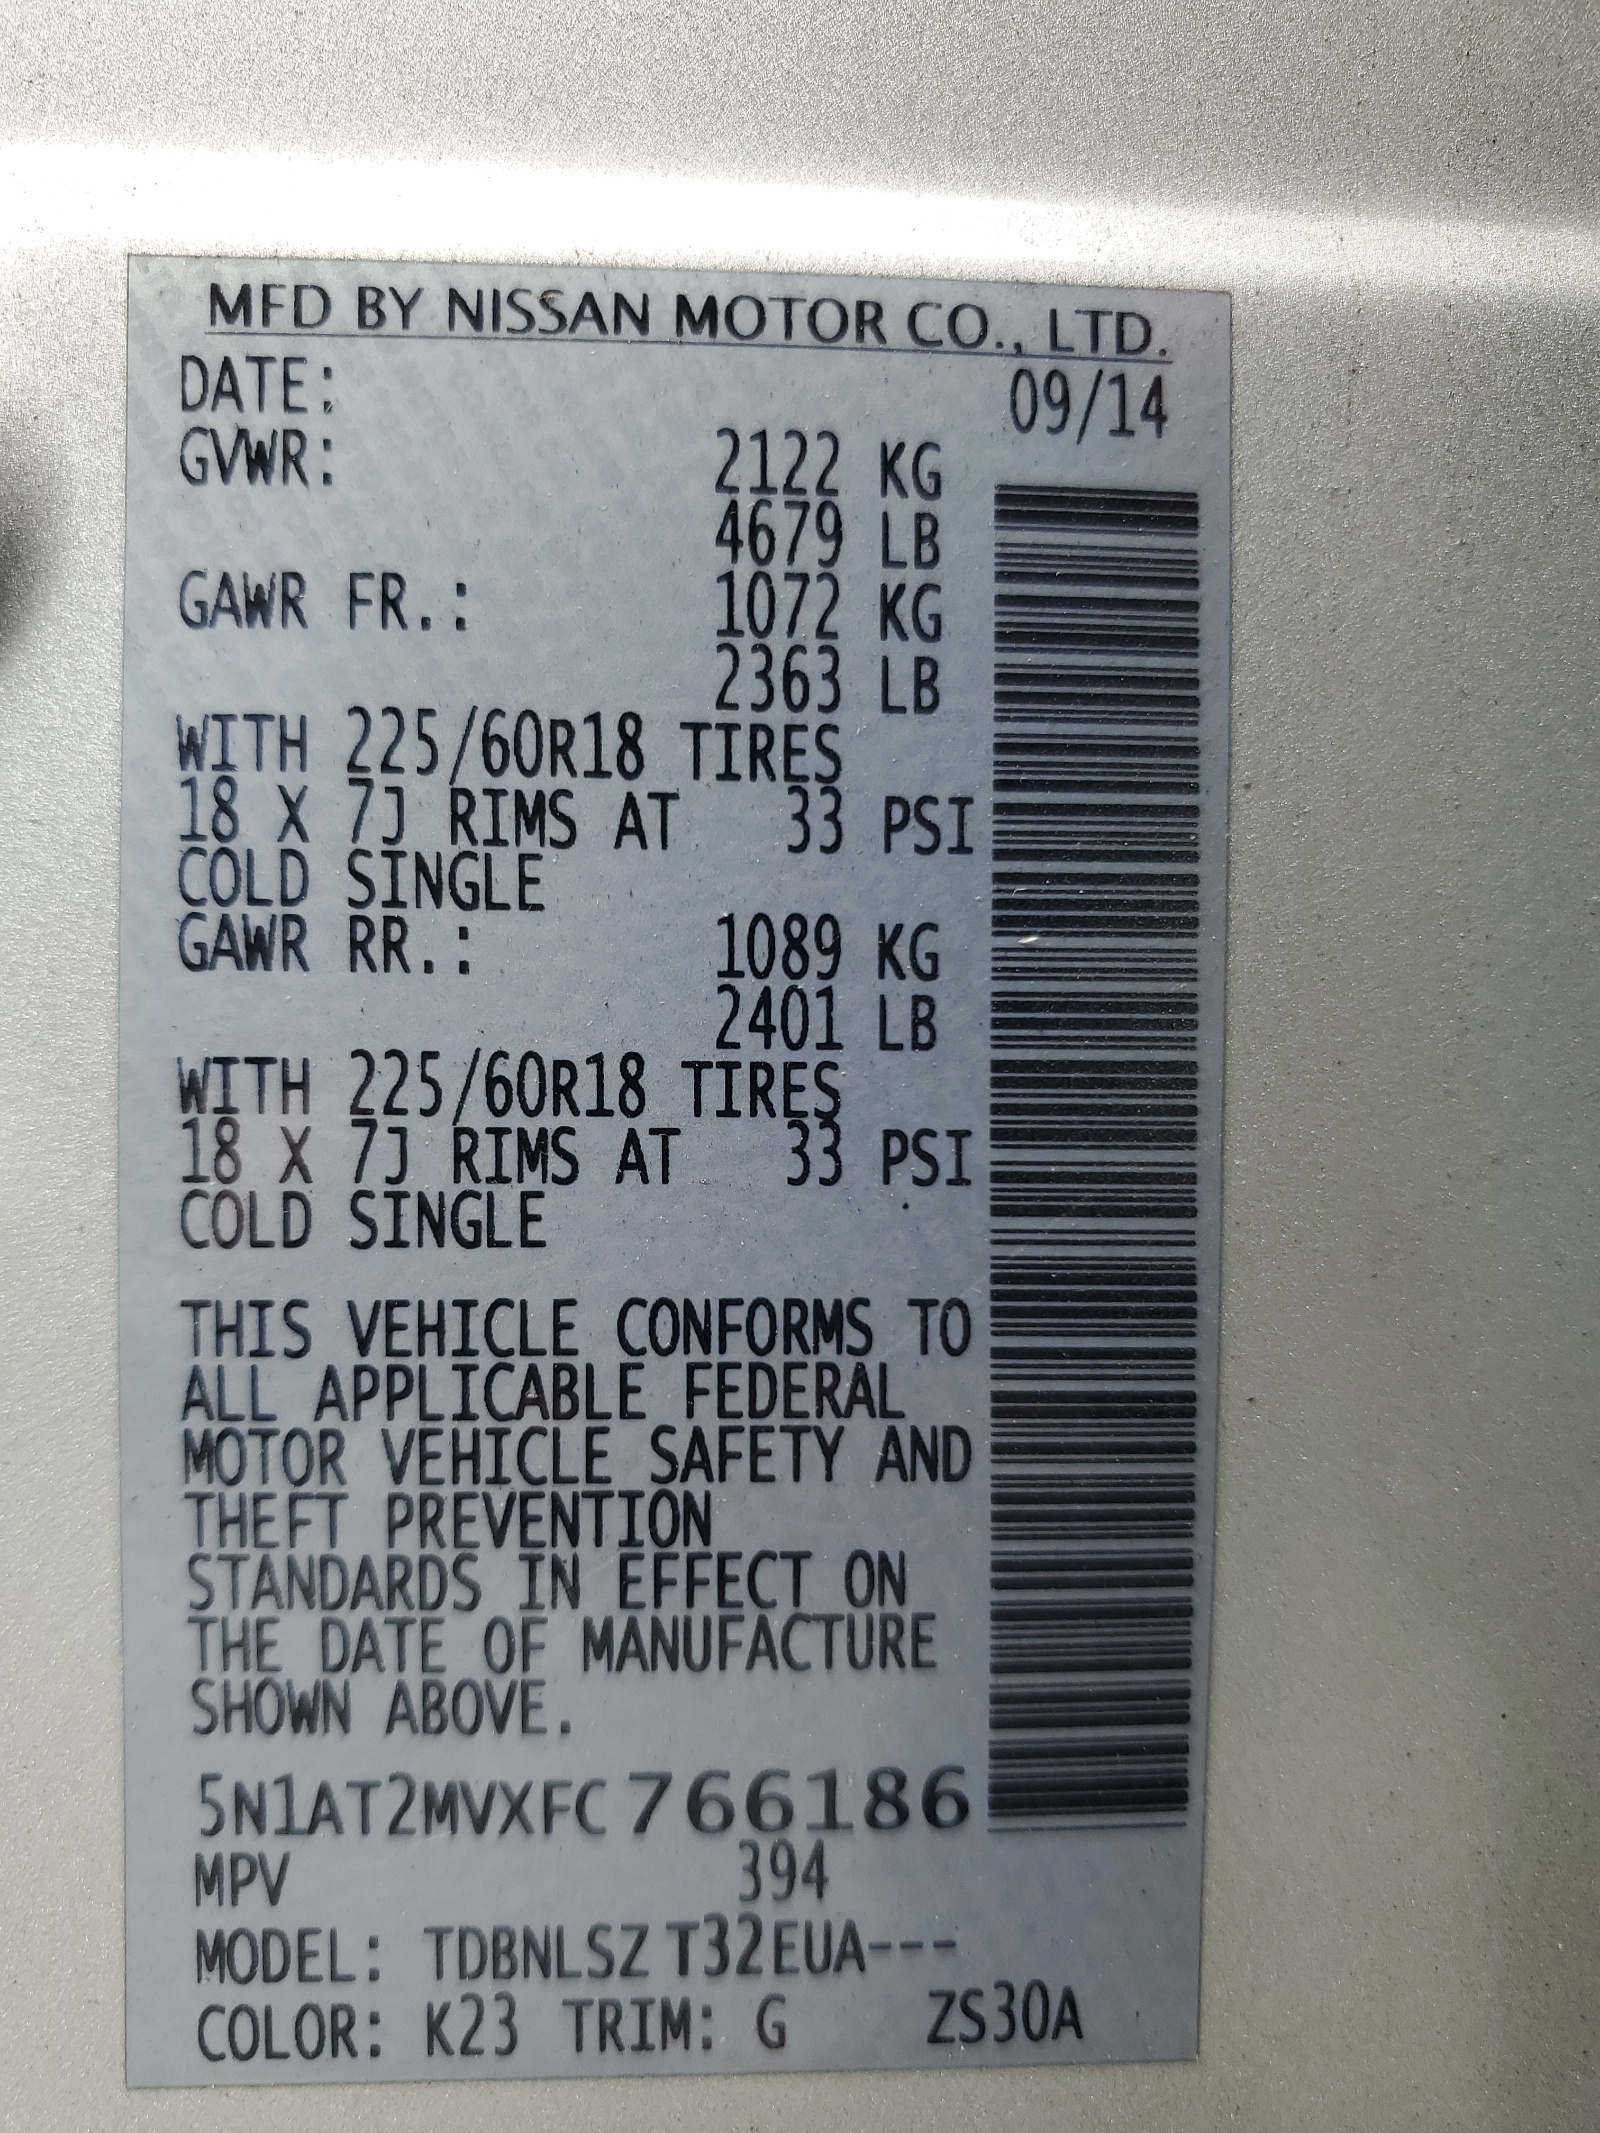 MFD BY NISSAN MOTOR CO., LTD.
DATE: 09/14
GVWR: 2122 KG
4679 LB
GAWR FR.: 1072 KG
2363 LB
WITH 225/60R18 TIRES
18 X 7J RIMS AT 33 PSI
COLD SINGLE
GAWR RR.: 1089 KG
2401 LB
WITH 225/60R18 TIRES
18 X 7J RIMS AT 33 PSI
COLD SINGLE
THIS VEHICLE CONFORMS TO
ALL APPLICABLE FEDERAL
MOTOR VEHICLE SAFETY AND
THEFT PREVENTION
STANDARDS IN EFFECT ON
THE DATE OF MANUFACTURE
SHOWN ABOVE.
5N1AT2MVXFC766186
MPV 394
MODEL: TDBNLSZ T32EUA---
COLOR: K23 TRIM: G ZS30A